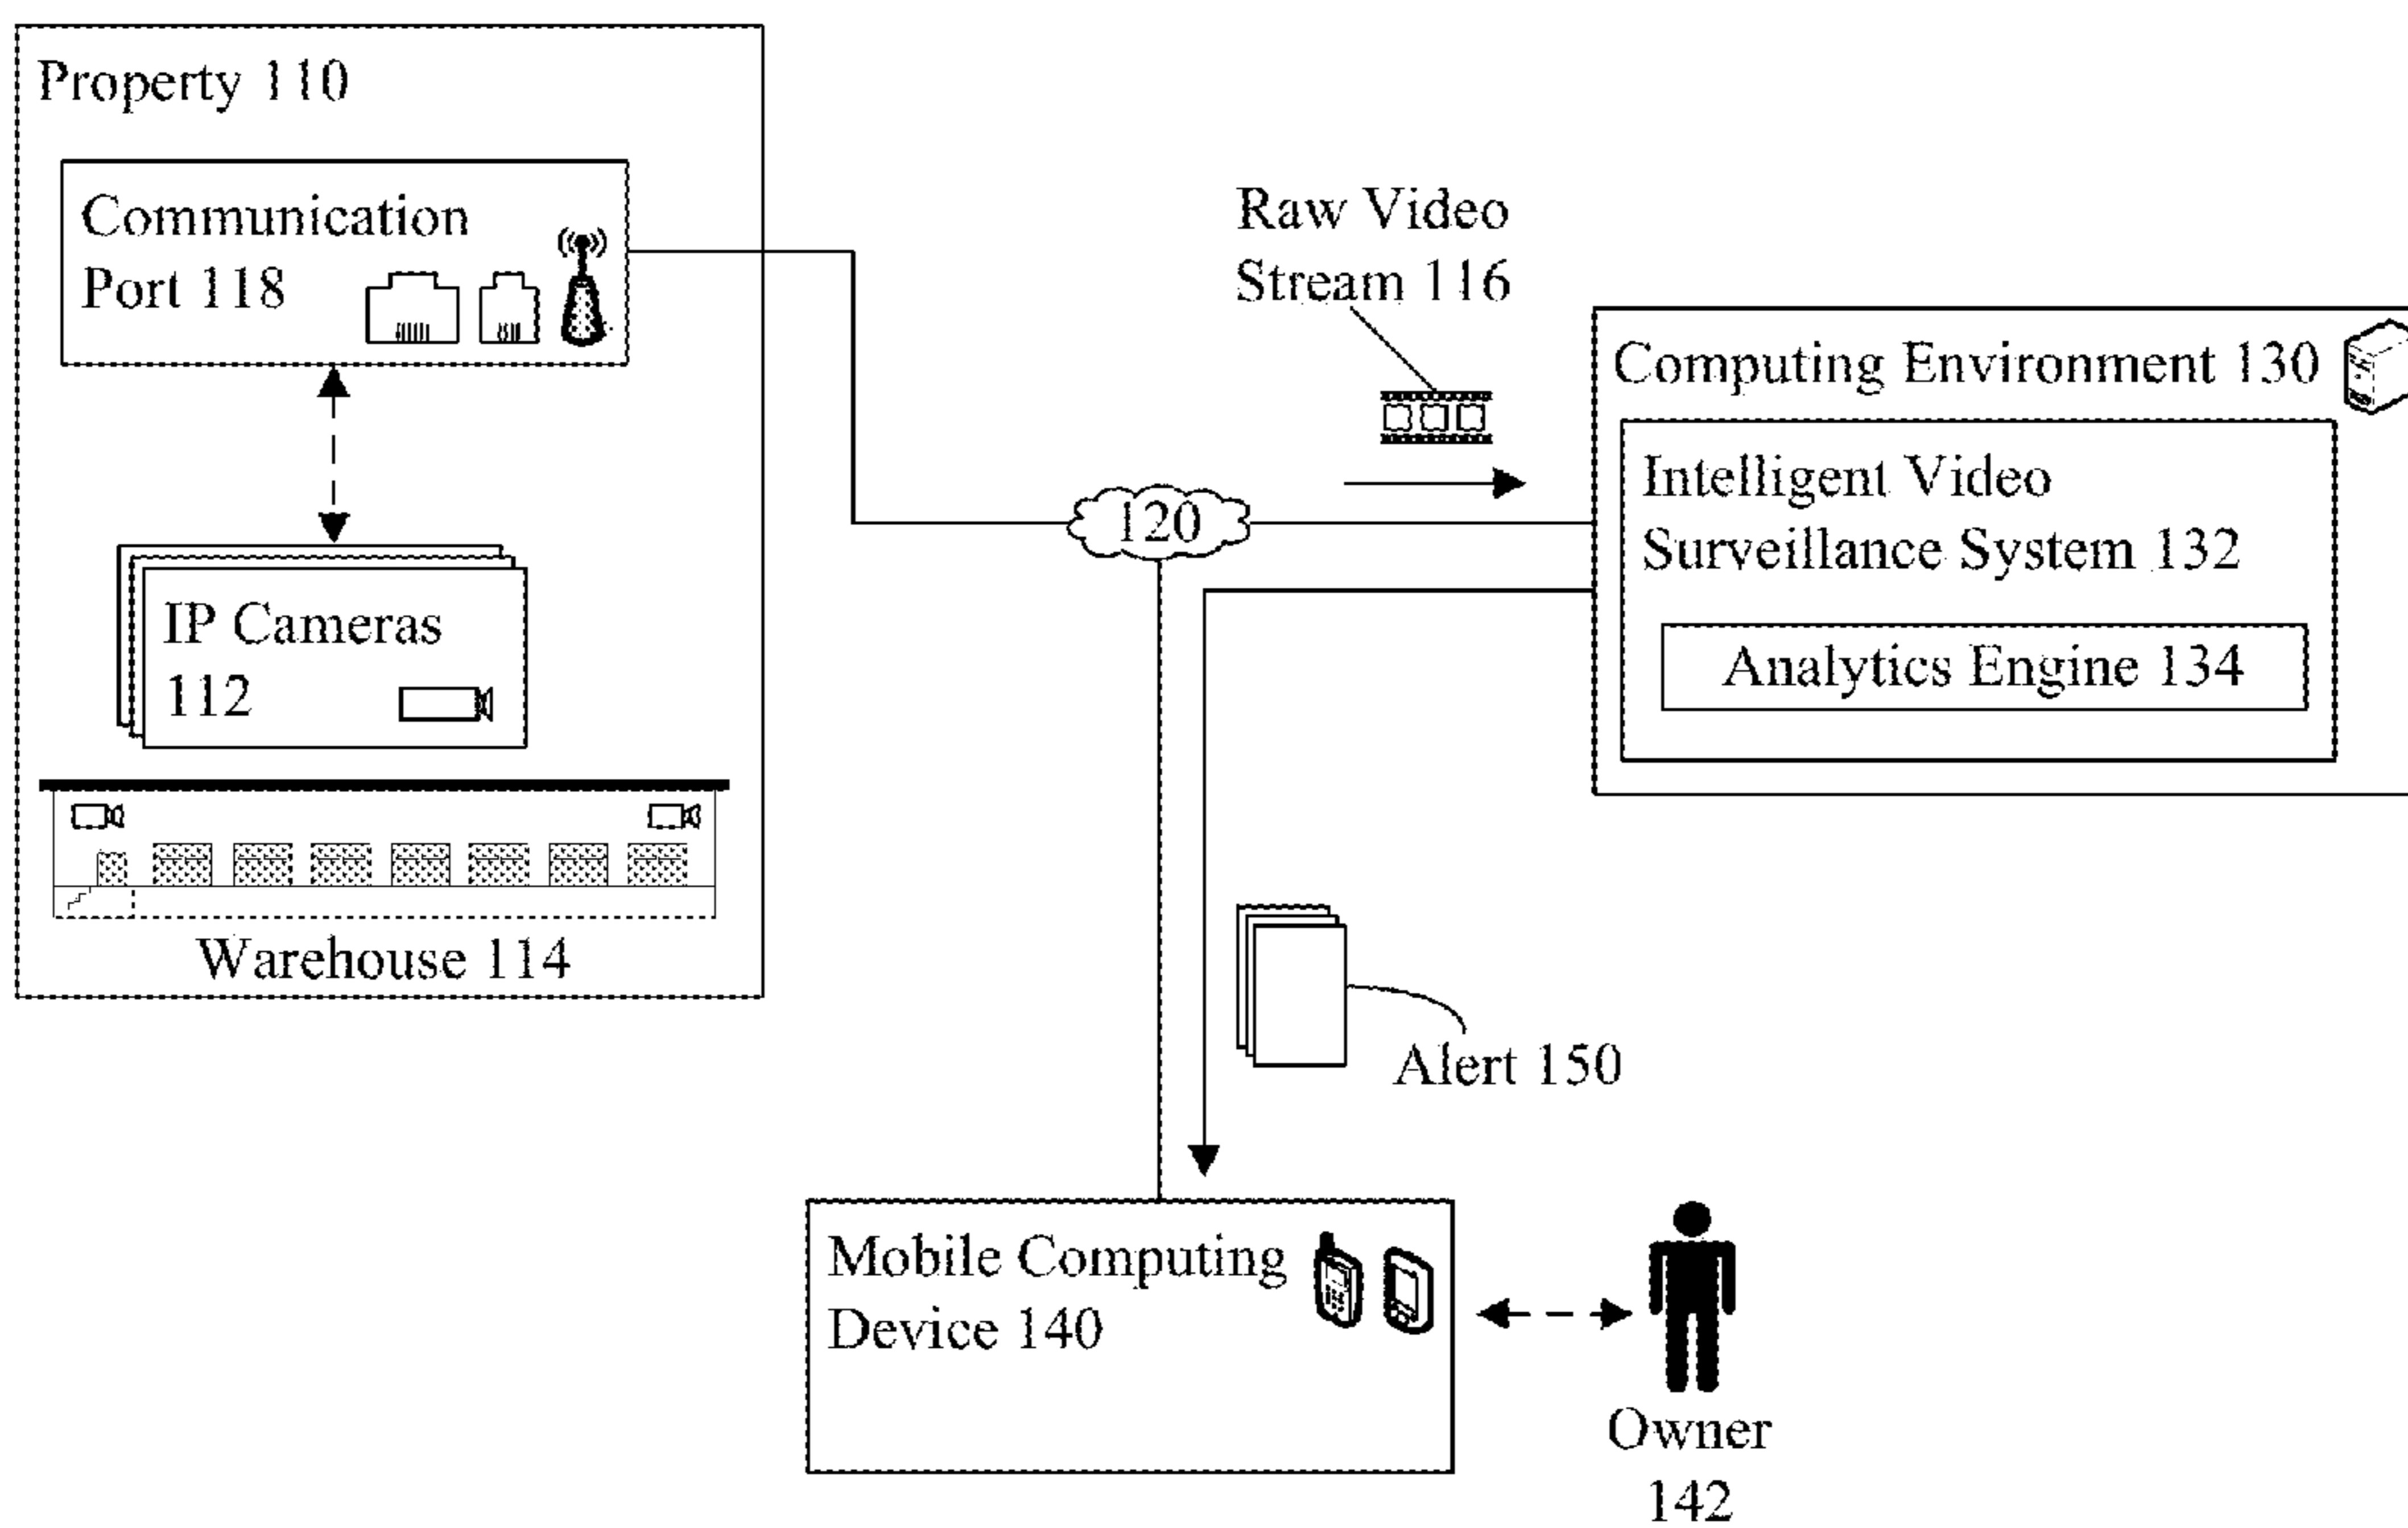 Property 110
Communication
Port 118
IP Cameras
112
Warehouse 114
120
Raw Video
Stream 116
Computing Environment 130
Intelligent Video
Surveillance System 132
Analytics Engine 134
Alert 150
Mobile Computing
Device 140
Owner
142